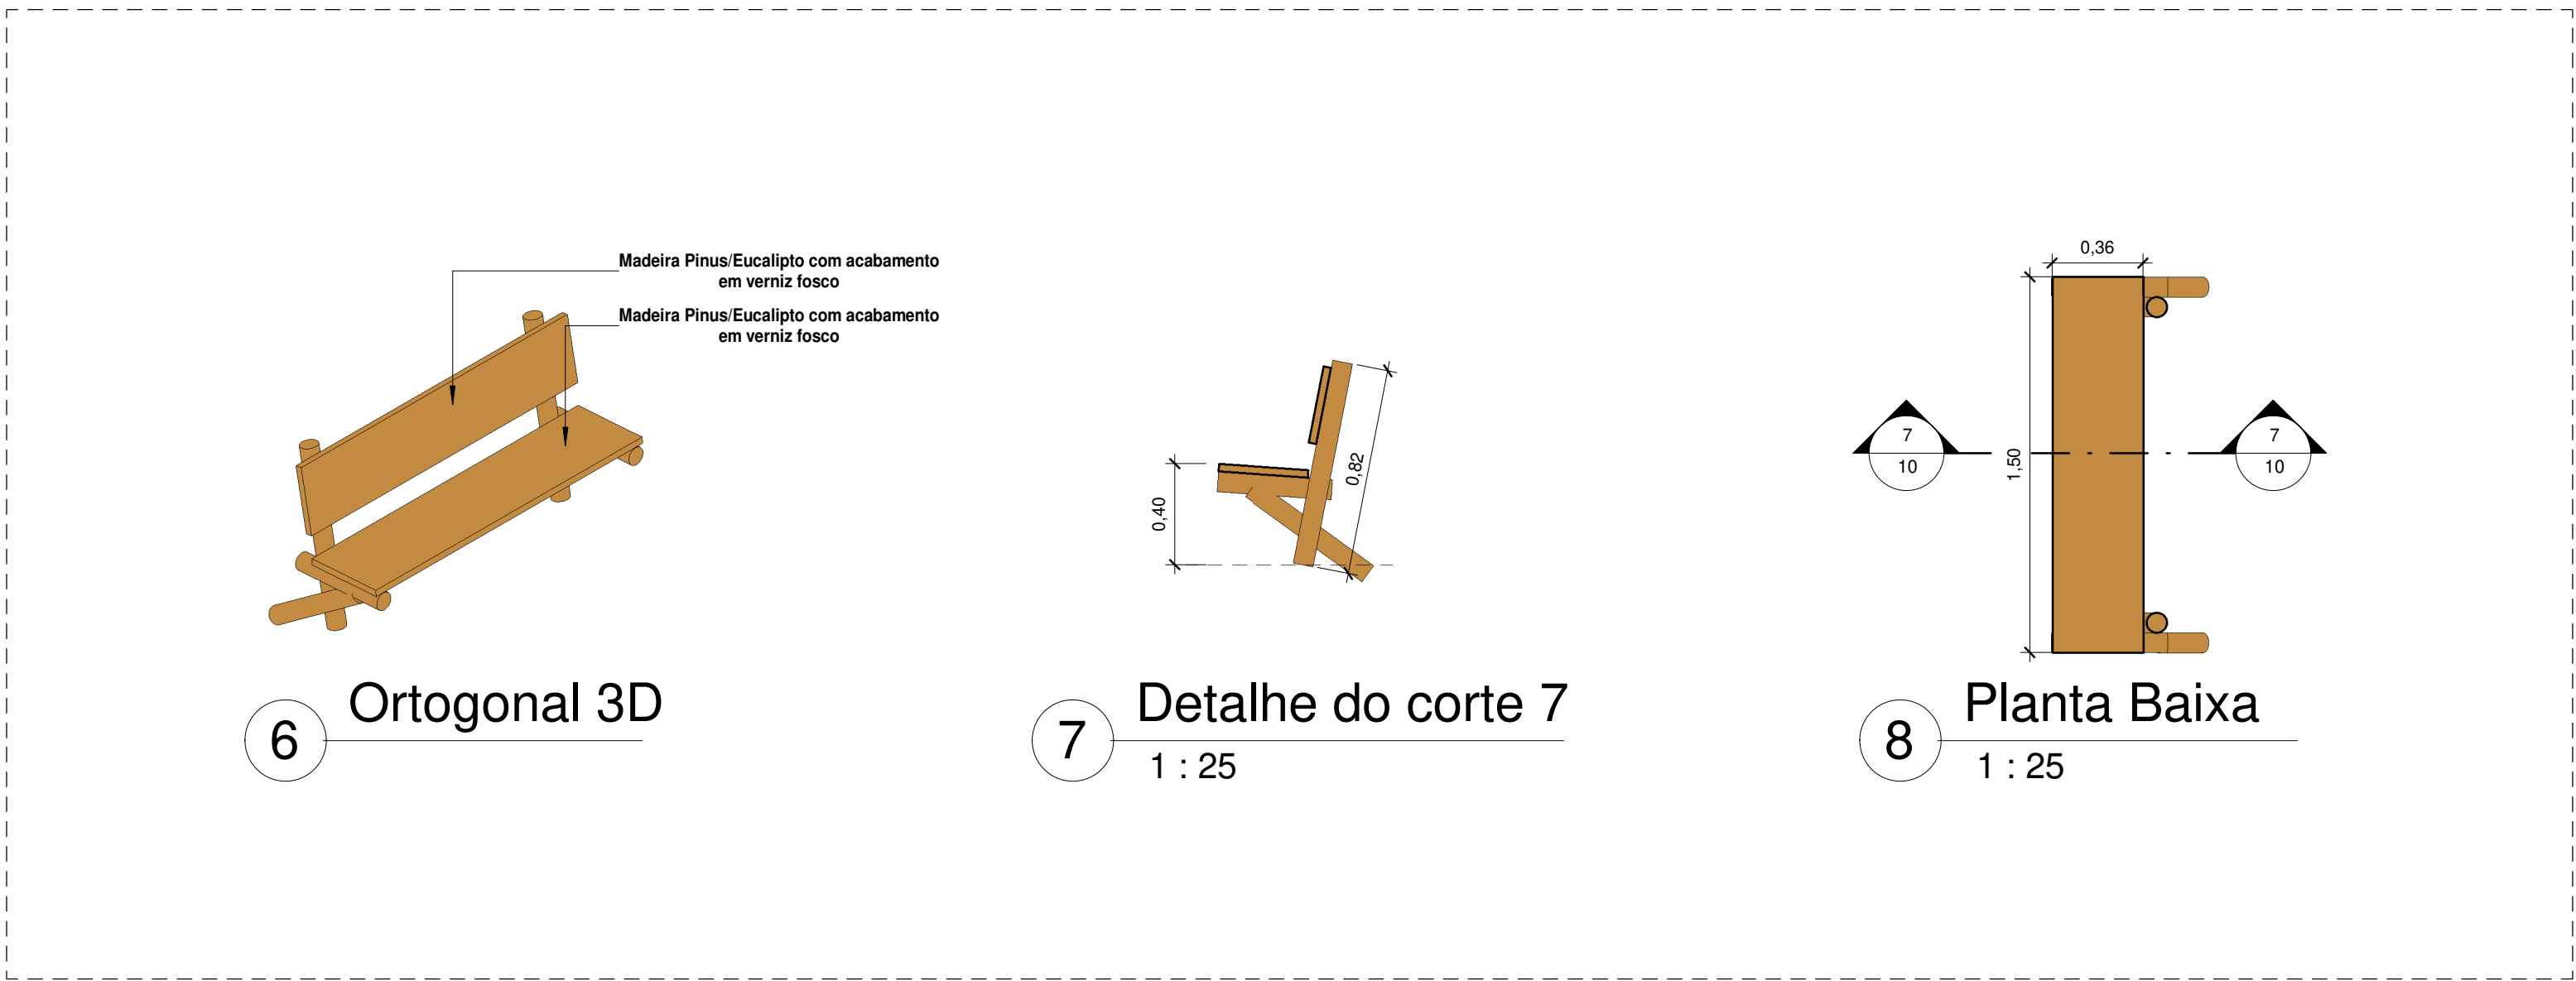 Madeira Pinus/Eucalipto com acabamento
em verniz fosco
Madeira Pinus/Eucalipto com acabamento
em verniz fosco
6
Ortogonal 3D
0,40
0,82
7
Detalhe do corte 7
1 : 25
0,36
1,50
7
10
7
10
8
Planta Baixa
1 : 25